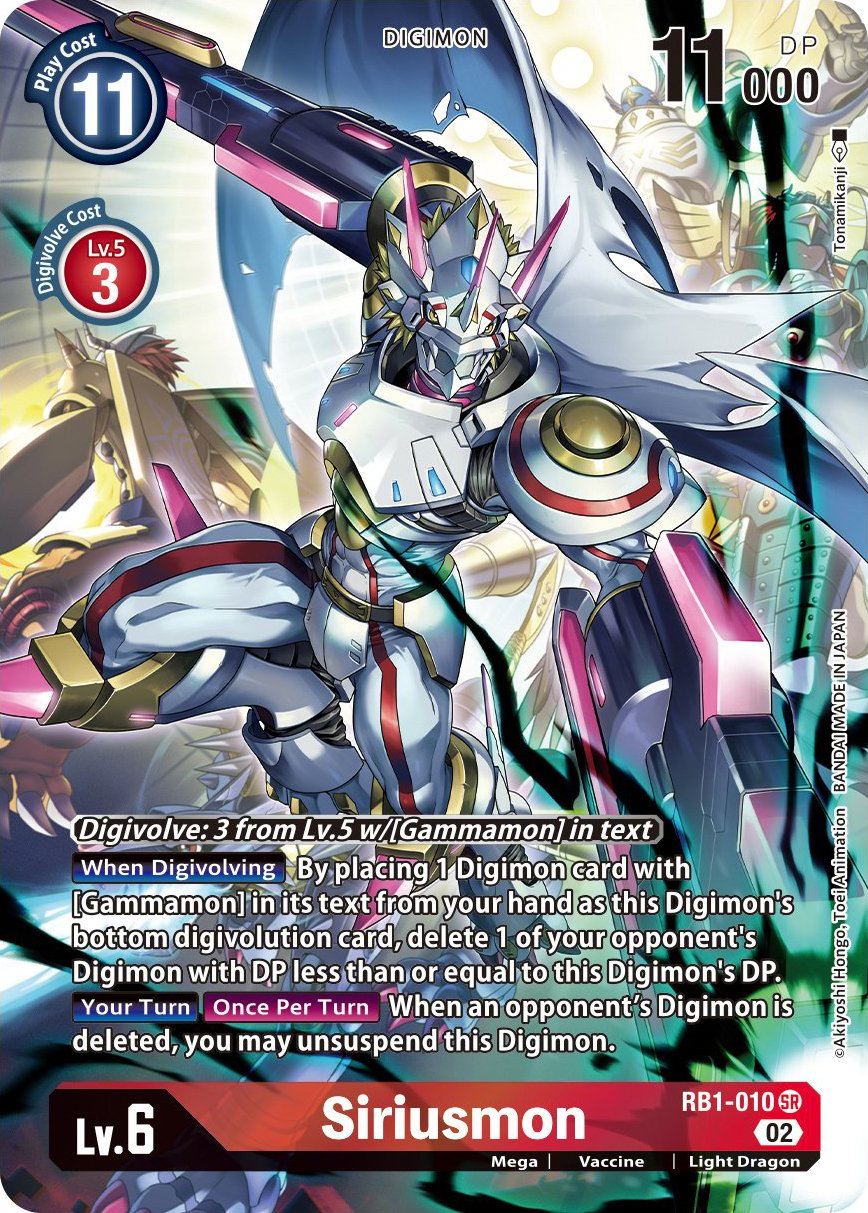 DIGIMON
Play Cost
11
11000
DP
Digivolve Cost
Lv.5
3
Tonamikanji
Digivolve: 3 from Lv.5 w/[Gammamon] in text
When Digivolving By placing 1 Digimon card with
[Gammamon] in its text from your hand as this Digimon's
bottom digivolution card, delete 1 of your opponent's
Digimon with DP less than or equal to this Digimon's DP.
Your Turn Once Per Turn When an opponent's Digimon is
deleted, you may unsuspend this Digimon.
©Akiyoshi Hongo, Toei Animation BANDAI MADE IN JAPAN
Lv.6
Siriusmon
RB1-010 SR
02
Mega | Vaccine | Light Dragon